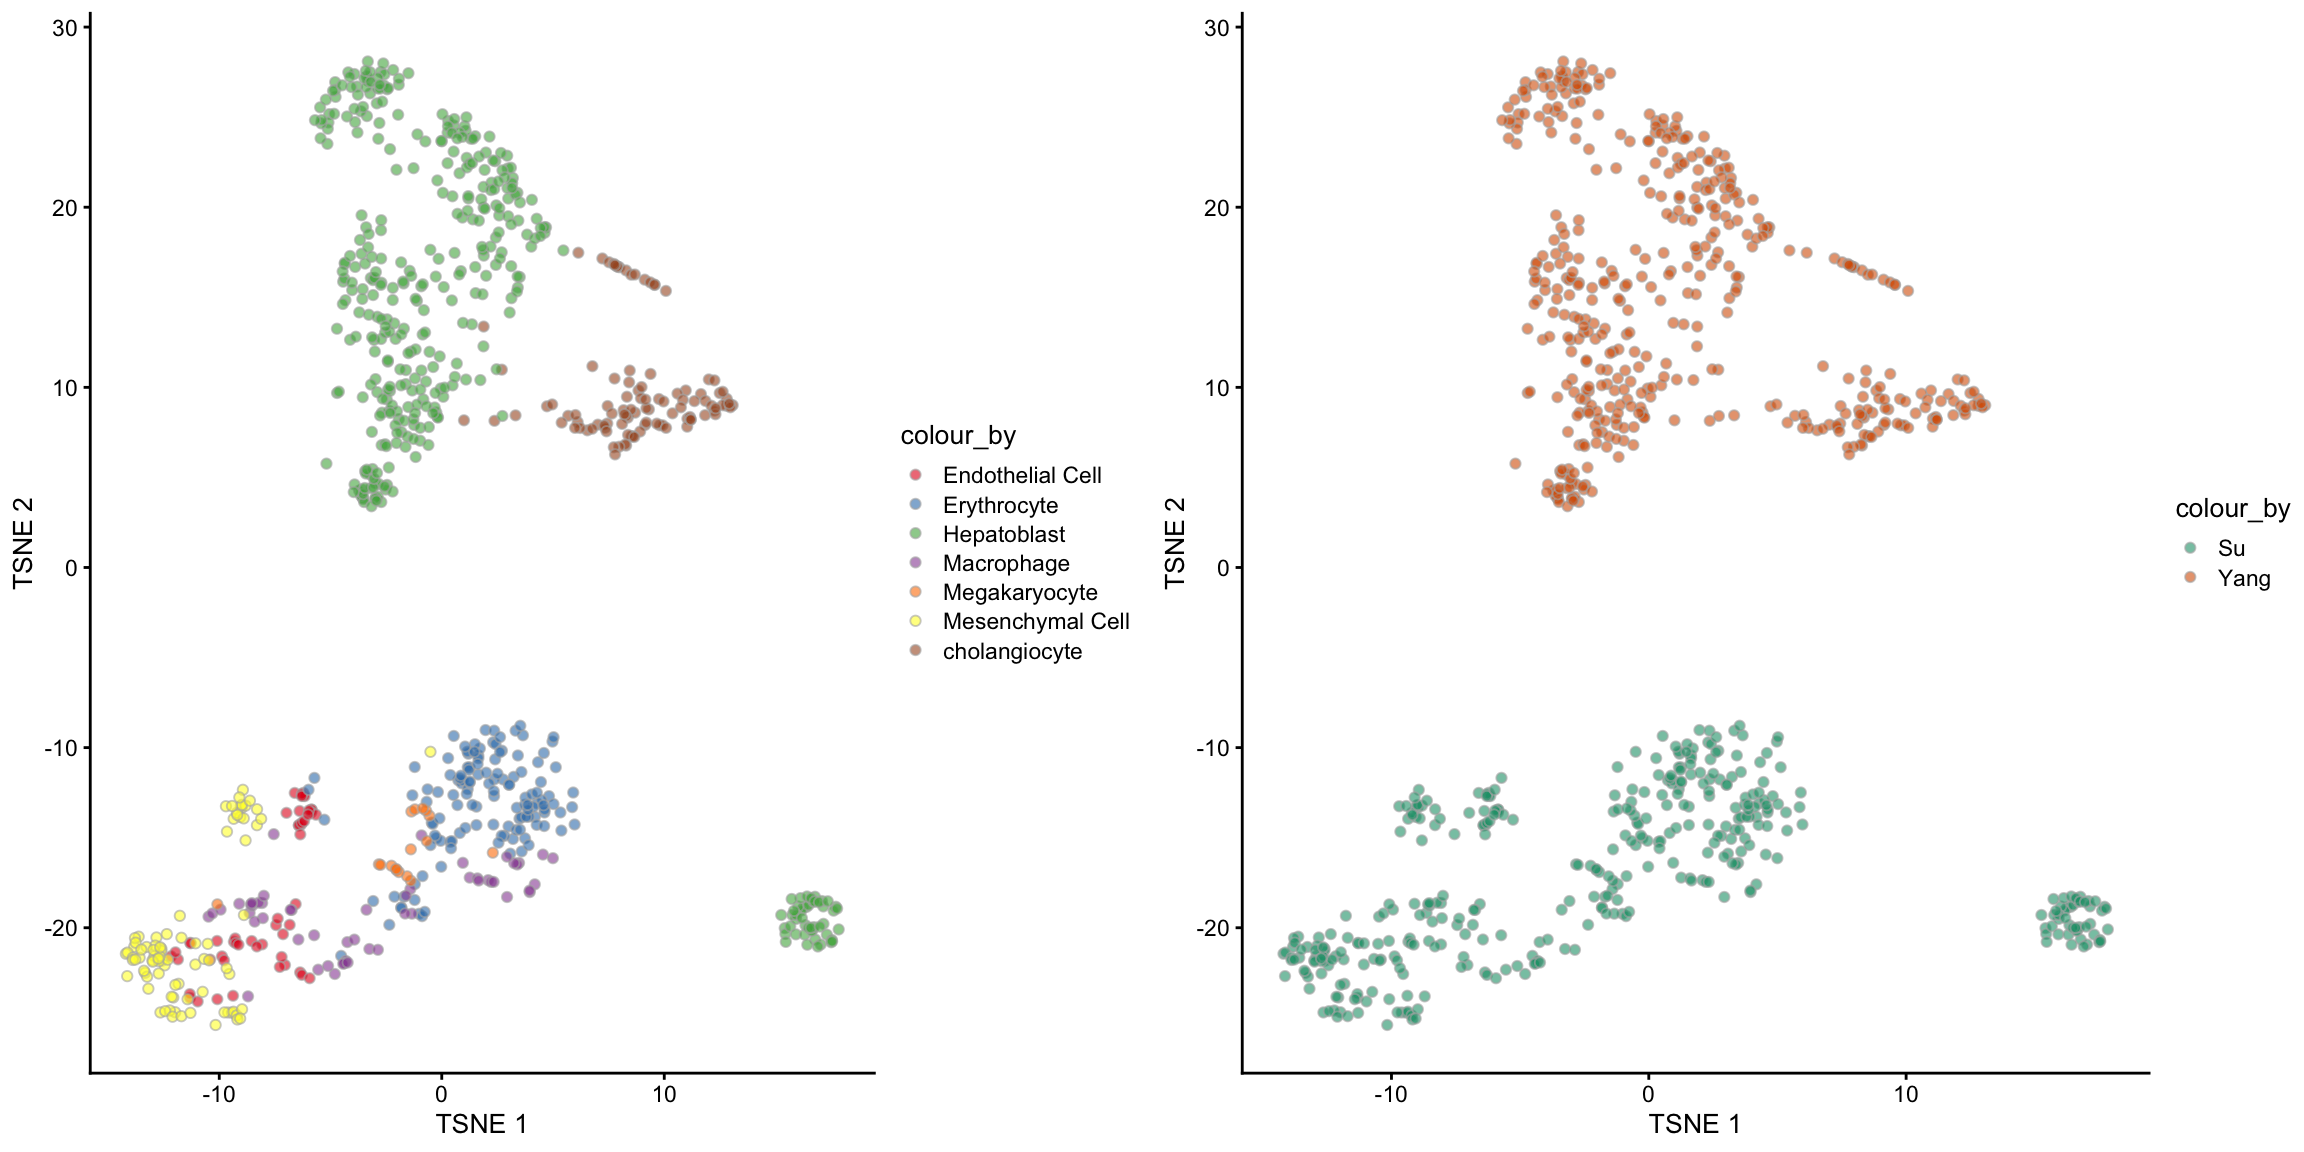 30
20
10
0
-10
-20
-10
0
10
TSNE 1
TSNE 2
colour_by
Endothelial Cell
Erythrocyte
Hepatoblast
Macrophage
Megakaryocyte
Mesenchymal Cell
cholangiocyte
30
20
10
0
-10
-20
-10
0
10
TSNE 1
TSNE 2
colour_by
Su
Yang